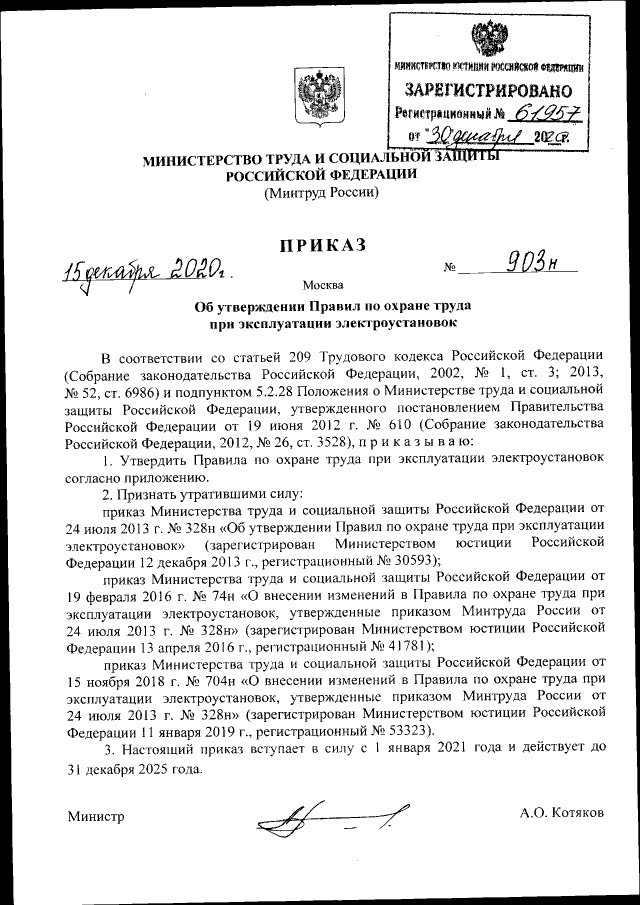 МИНИСТЕРСТВО ЮСТИЦИИ РОССИЙСКОЙ ФЕДЕРАЦИИ
ЗАРЕГИСТРИРОВАНО
Регистрационный № 61957
от "30 декабря 2020г.
МИНИСТЕРСТВО ТРУДА И СОЦИАЛЬНОЙ ЗАЩИТЫ
РОССИЙСКОЙ ФЕДЕРАЦИИ
(Минтруд России)
ПРИКАЗ
15 декабря 2020г.
№ 903н
Москва
Об утверждении Правил по охране труда
при эксплуатации электроустановок
В соответствии со статьей 209 Трудового кодекса Российской Федерации
(Собрание законодательства Российской Федерации, 2002, № 1, ст. 3; 2013,
№ 52, ст. 6986) и подпунктом 5.2.28 Положения о Министерстве труда и социальной
защиты Российской Федерации, утвержденного постановлением Правительства
Российской Федерации от 19 июня 2012 г. № 610 (Собрание законодательства
Российской Федерации, 2012, № 26, ст. 3528), п р и к а з ы в а ю:
1. Утвердить Правила по охране труда при эксплуатации электроустановок
согласно приложению.
2. Признать утратившими силу:
приказ Министерства труда и социальной защиты Российской Федерации от
24 июля 2013 г. № 328н «Об утверждении Правил по охране труда при эксплуатации
электроустановок» (зарегистрирован Министерством юстиции Российской
Федерации 12 декабря 2013 г., регистрационный № 30593);
приказ Министерства труда и социальной защиты Российской Федерации от
19 февраля 2016 г. № 74н «О внесении изменений в Правила по охране труда при
эксплуатации электроустановок, утвержденные приказом Минтруда России от
24 июля 2013 г. № 328н» (зарегистрирован Министерством юстиции Российской
Федерации 13 апреля 2016 г., регистрационный № 41781);
приказ Министерства труда и социальной защиты Российской Федерации от
15 ноября 2018 г. № 704н «О внесении изменений в Правила по охране труда при
эксплуатации электроустановок, утвержденные приказом Минтруда России от
24 июля 2013 г. № 328н» (зарегистрирован Министерством юстиции Российской
Федерации 11 января 2019 г., регистрационный № 53323).
3. Настоящий приказ вступает в силу с 1 января 2021 года и действует до
31 декабря 2025 года.
Министр
А.О. Котяков